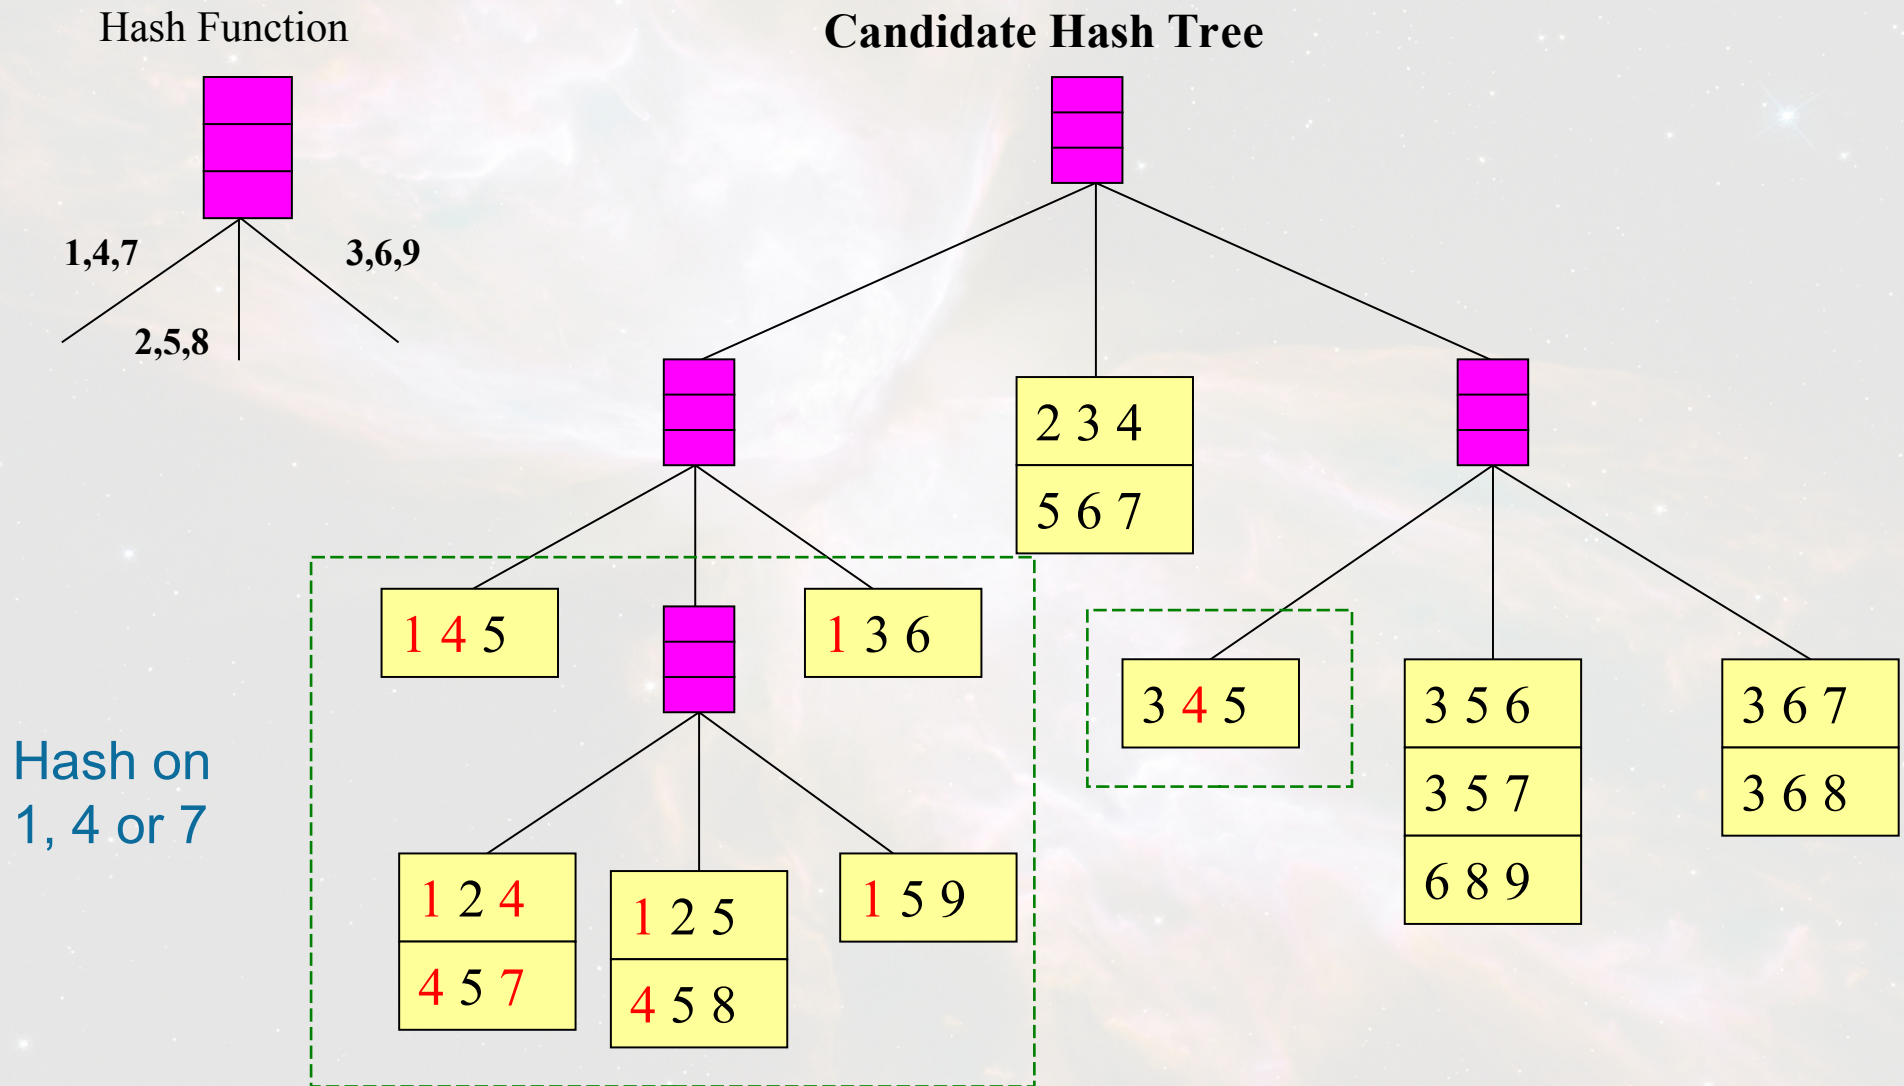 Hash Function
Candidate Hash Tree
1,4,7
3,6,9
2,5,8
2 3 4
5 6 7
1 4 5
1 3 6
3 4 5
3 5 6
3 6 7
3 5 7
3 6 8
6 8 9
Hash on
1, 4 or 7
1 2 4
1 2 5
1 5 9
4 5 7
4 5 8